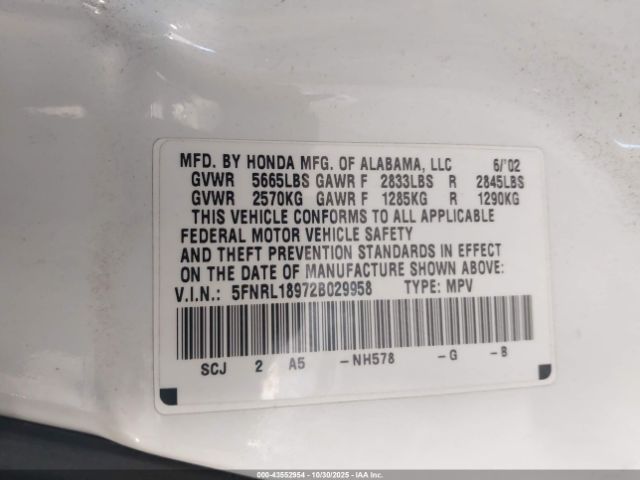 MFD. BY HONDA MFG. OF ALABAMA, LLC 6/'02
GVWR 5665LBS GAWR F 2833LBS R 2845LBS
GVWR 2570KG GAWR F 1285KG R 1290KG
THIS VEHICLE CONFORMS TO ALL APPLICABLE
FEDERAL MOTOR VEHICLE SAFETY
AND THEFT PREVENTION STANDARDS IN EFFECT
ON THE DATE OF MANUFACTURE SHOWN ABOVE:
V.I.N.: 5FNRL18972B029958 TYPE: MPV
SCJ 2 A5 -NH578 -G -B
000-43552954 - 10/30/2025 - IAAI.com